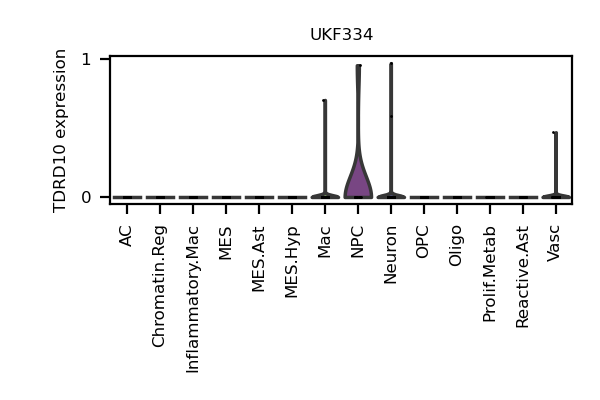 UKF334
TDRD10 expression
1
0
AC
Chromatin.Reg
Inflammatory.Mac
MES
MES.Ast
MES.Hyp
Mac
NPC
Neuron
OPC
Oligo
Prolif.Metab
Reactive.Ast
Vasc